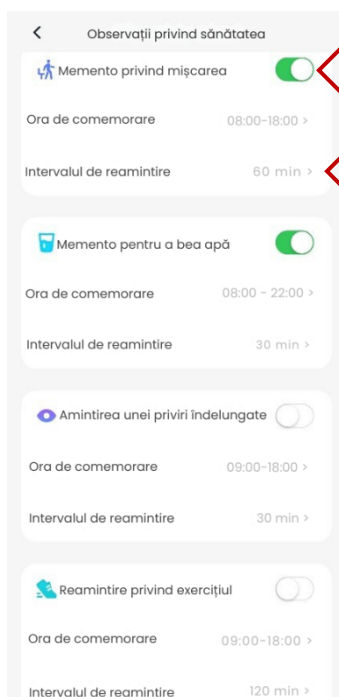 Observații privind sănătatea
Memento privind mișcarea
Ora de comemorare 08:00-18:00 >
Intervalul de reamintire 60 min >
Memento pentru a bea apă
Ora de comemorare 08:00 - 22:00 >
Intervalul de reamintire 30 min >
Amintirea unei priviri îndelungate
Ora de comemorare 09:00-18:00 >
Intervalul de reamintire 30 min >
Reamintire privind exercițiul
Ora de comemorare 09:00-18:00 >
Intervalul de reamintire 120 min >